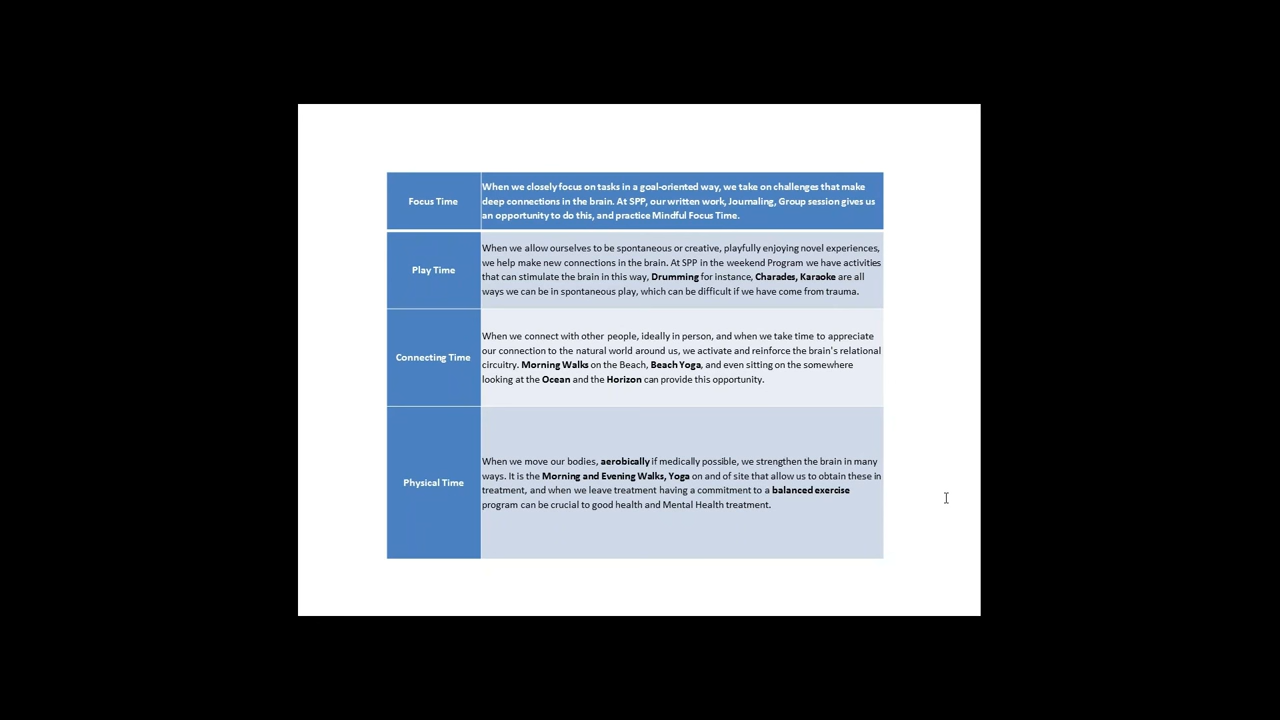 Focus Time
When we closely focus on tasks in a goal-oriented way, we take on challenges that make
deep connections in the brain. At SPP, our written work, Journaling, Group session gives us
an opportunity to do this, and practice Mindful Focus Time.
Play Time
When we allow ourselves to be spontaneous or creative, playfully enjoying novel experiences,
we help make new connections in the brain. At SPP in the weekend Program we have activities
that can stimulate the brain in this way, Drumming for instance, Charades, Karaoke are all
ways we can be in spontaneous play, which can be difficult if we have come from trauma.
Connecting Time
When we connect with other people, ideally in person, and when we take time to appreciate
our connection to the natural world around us, we activate and reinforce the brain's relational
circuitry. Morning Walks on the Beach, Beach Yoga, and even sitting on the somewhere
looking at the Ocean and the Horizon can provide this opportunity.
Physical Time
When we move our bodies, aerobically if medically possible, we strengthen the brain in many
ways. It is the Morning and Evening Walks, Yoga on and of site that allow us to obtain these in
treatment, and when we leave treatment having a commitment to a balanced exercise
program can be crucial to good health and Mental Health treatment.